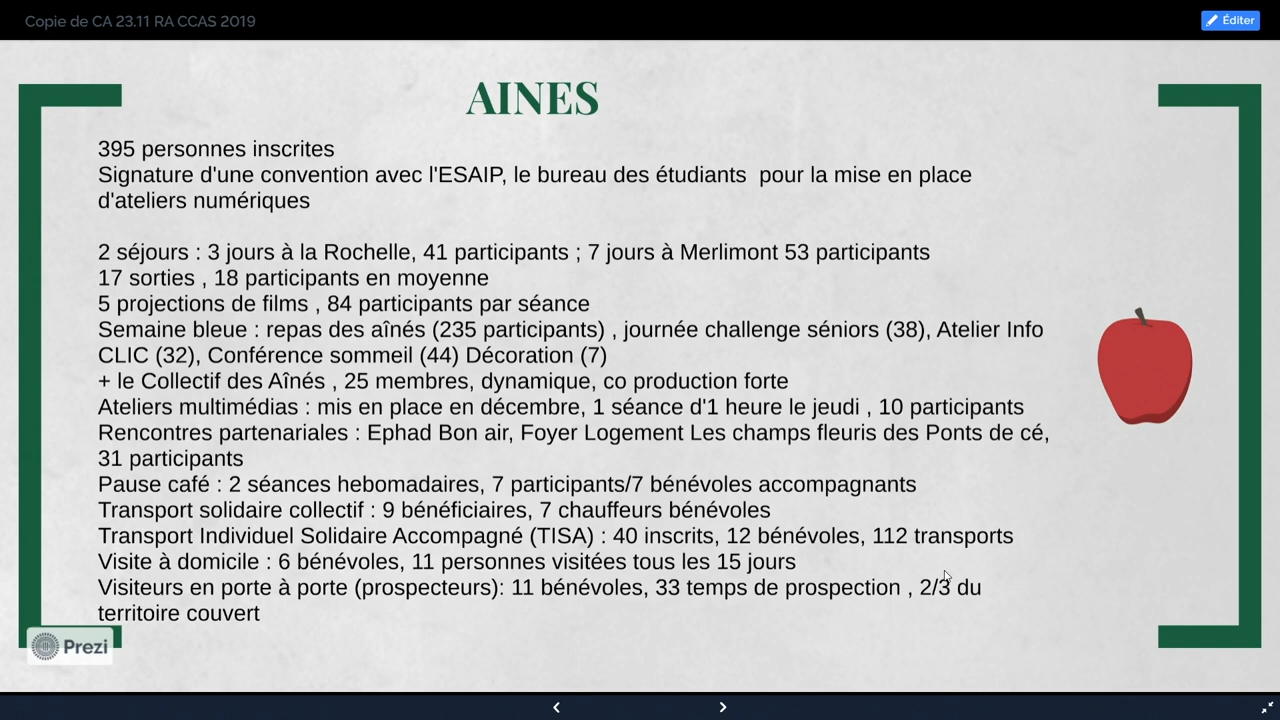 Copie de CA 23.11 RA CCAS 2019
Éditer
AINES
395 personnes inscrites
Signature d'une convention avec l'ESAIP, le bureau des étudiants  pour la mise en place
d'ateliers numériques
2 séjours : 3 jours à la Rochelle, 41 participants ; 7 jours à Merlimont 53 participants
17 sorties , 18 participants en moyenne
5 projections de films , 84 participants par séance
Semaine bleue : repas des aînés (235 participants) , journée challenge séniors (38), Atelier Info
CLIC (32), Conférence sommeil (44) Décoration (7)
+ le Collectif des Aînés , 25 membres, dynamique, co production forte
Ateliers multimédias : mis en place en décembre, 1 séance d'1 heure le jeudi , 10 participants
Rencontres partenariales : Ephad Bon air, Foyer Logement Les champs fleuris des Ponts de cé,
31 participants
Pause café : 2 séances hebomadaires, 7 participants/7 bénévoles accompagnants
Transport solidaire collectif : 9 bénéficiaires, 7 chauffeurs bénévoles
Transport Individuel Solidaire Accompagné (TISA) : 40 inscrits, 12 bénévoles, 112 transports
Visite à domicile : 6 bénévoles, 11 personnes visitées tous les 15 jours
Visiteurs en porte à porte (prospecteurs): 11 bénévoles, 33 temps de prospection , 2/3 du
territoire couvert
Prezi